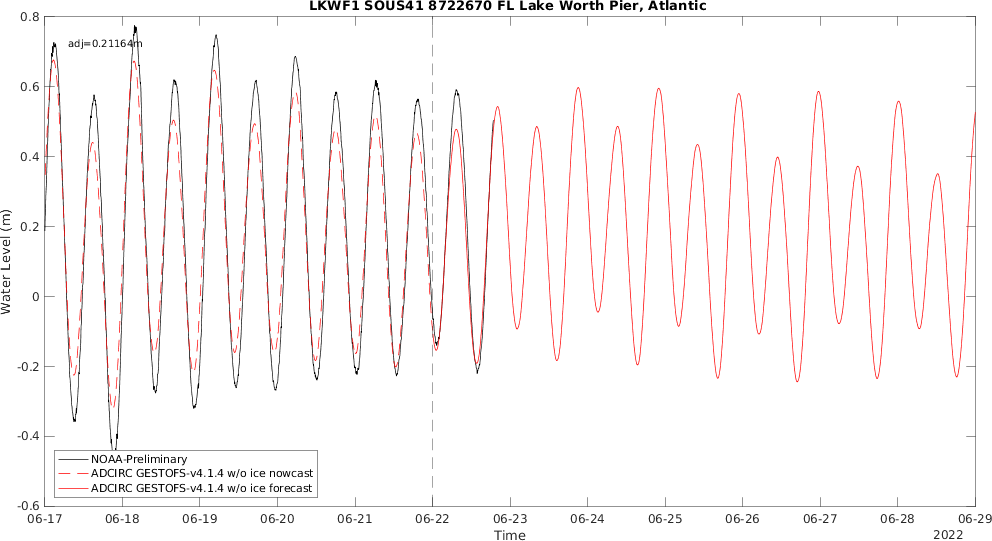 LKWF1 SOUS41 8722670 FL Lake Worth Pier, Atlantic
adj=0.21164m
0.8
0.6
0.4
0.2
0
-0.2
-0.4
-0.6
Water Level (m)
NOAA-Preliminary
ADCIRC GESTOFS-v4.1.4 w/o ice nowcast
ADCIRC GESTOFS-v4.1.4 w/o ice forecast
06-17 06-18 06-19 06-20 06-21 06-22 06-23 06-24 06-25 06-26 06-27 06-28 06-29
Time
2022